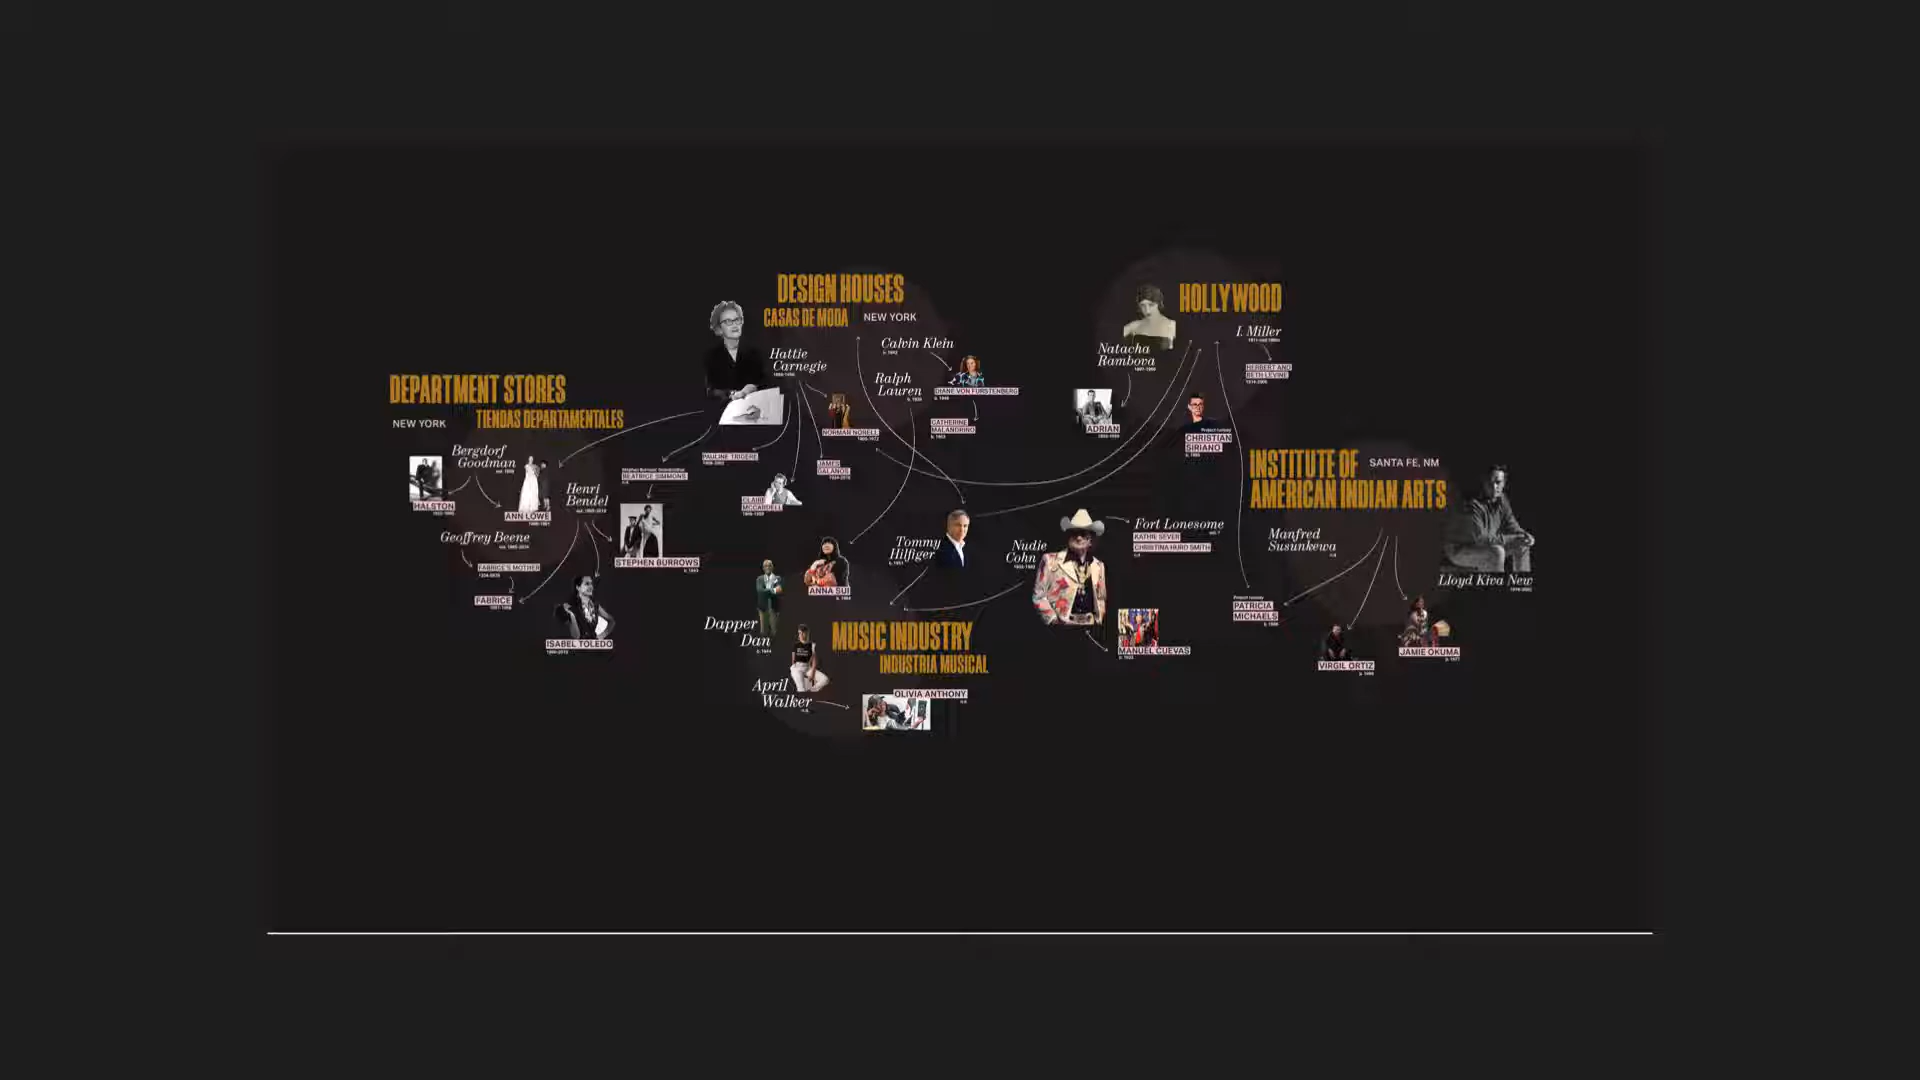 DESIGN HOUSES
CASAS DE MODA
NEW YORK
Hattie
Carnegie
Calvin Klein
Ralph
Lauren
DIANE VON FURSTENBERG
CATHERINE
MALANDRINO
NORMAN NORELL
PAULINE TRIGERE
JAMES
GALANOS
CLAIRE
MCCARDELL
HOLLYWOOD
I. Miller
HERBERT AND
BETH LEVINE
Natacha
Rambova
ADRIAN
Project runway
CHRISTIAN
SIRIANO
DEPARTMENT STORES
TIENDAS DEPARTAMENTALES
NEW YORK
Bergdorf
Goodman
HALSTON
ANN LOWE
Henri
Bendel
Geoffrey Beene
FABRICE'S MOTHER
FABRICE
ISABEL TOLEDO
BEATRICE SIMMONS
STEPHEN BURROWS
INSTITUTE OF
AMERICAN INDIAN ARTS
SANTA FE, NM
Manfred
Susunkewa
Lloyd Kiva New
Project runway
PATRICIA
MICHAELS
VIRGIL ORTIZ
JAMIE OKUMA
Tommy
Hilfiger
Nudie
Cohn
Fort Lonesome
KATHIE SEVER
CHRISTINA HURD SMITH
MANUEL CUEVAS
ANNA SUI
Dapper
Dan
MUSIC INDUSTRY
INDUSTRIA MUSICAL
April
Walker
OLIVIA ANTHONY